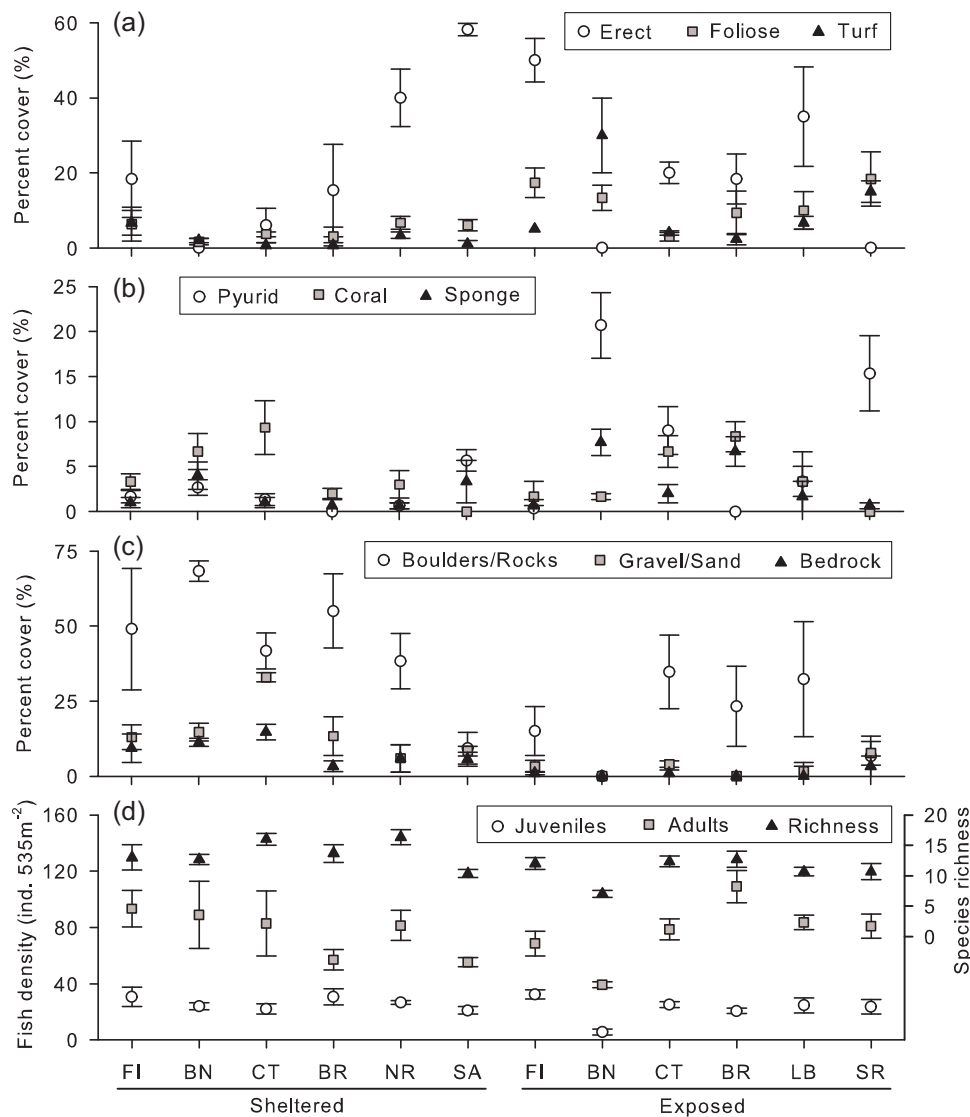 (a)
Erect Foliose Turf
Percent cover (%)
60
40
20
0
(b)
Pyurid Coral Sponge
Percent cover (%)
25
20
15
10
5
0
(c)
Boulders/Rocks Gravel/Sand Bedrock
Percent cover (%)
75
50
25
0
(d)
Juveniles Adults Richness
Fish density (ind. 535m⁻²)
160
120
80
40
0
Species richness
20
15
10
5
0
FI BN CT BR NR SA FI BN CT BR LB SR
Sheltered Exposed